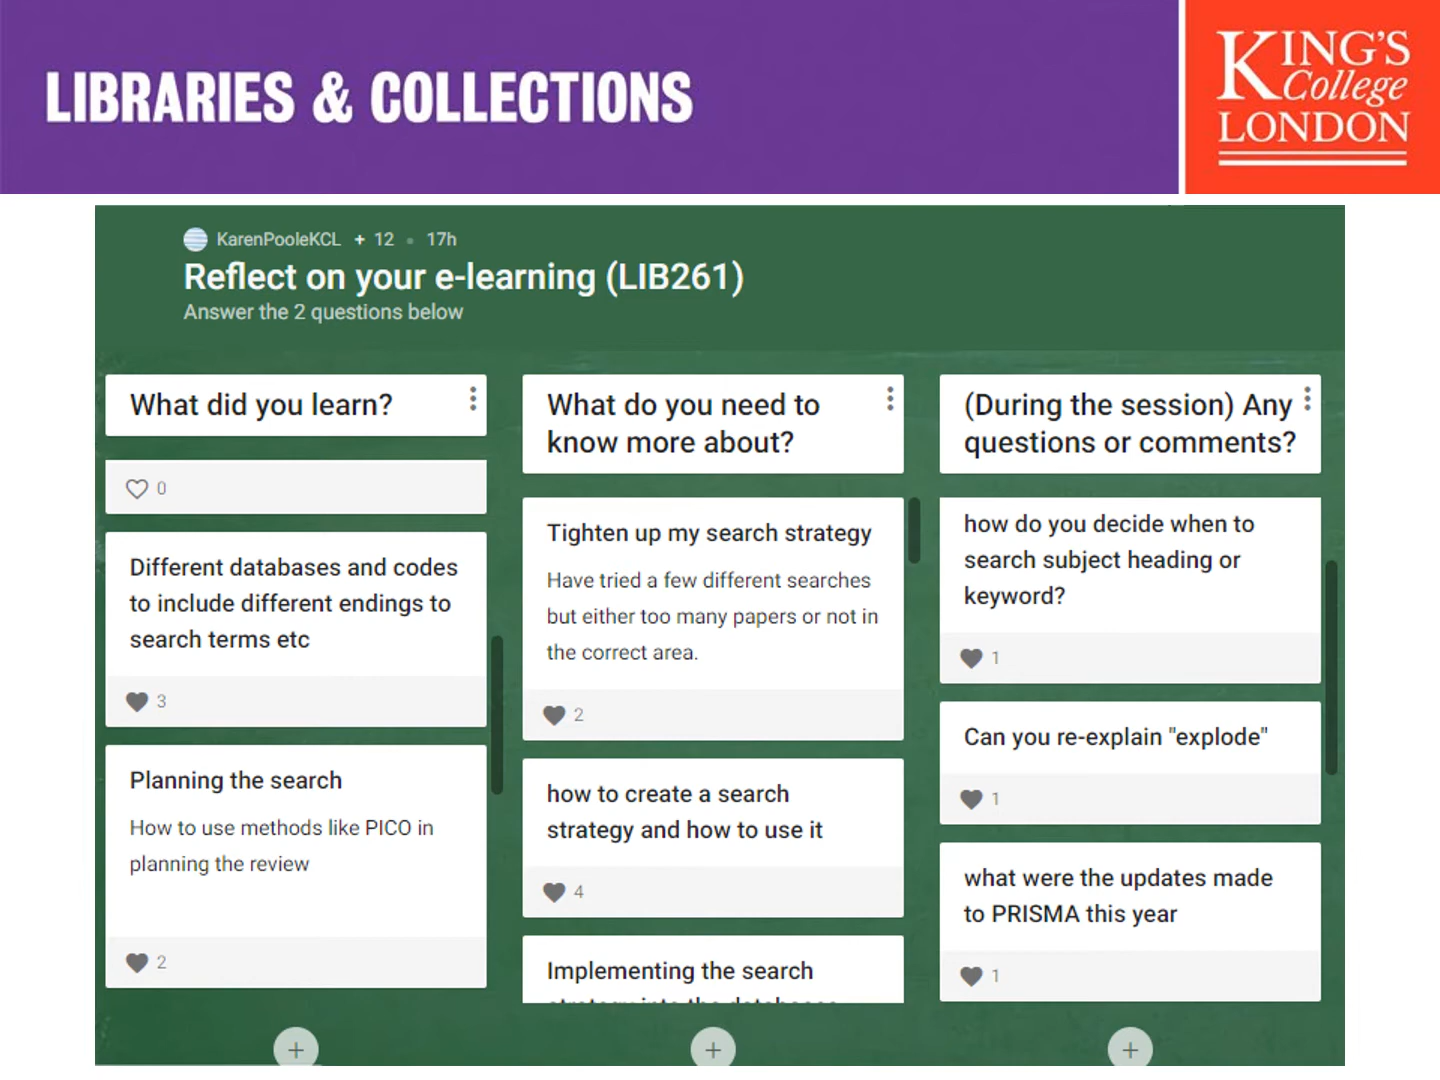 LIBRARIES & COLLECTIONS
KING'S
College
LONDON
KarenPooleKCL + 12 • 17h
Reflect on your e-learning (LIB261)
Answer the 2 questions below
What did you learn?
0
Different databases and codes
to include different endings to
search terms etc
3
Planning the search
How to use methods like PICO in
planning the review
2
What do you need to
know more about?
Tighten up my search strategy
Have tried a few different searches
but either too many papers or not in
the correct area.
2
how to create a search
strategy and how to use it
4
Implementing the search
strategy into the databases
(During the session) Any
questions or comments?
how do you decide when to
search subject heading or
keyword?
1
Can you re-explain "explode"
1
what were the updates made
to PRISMA this year
1